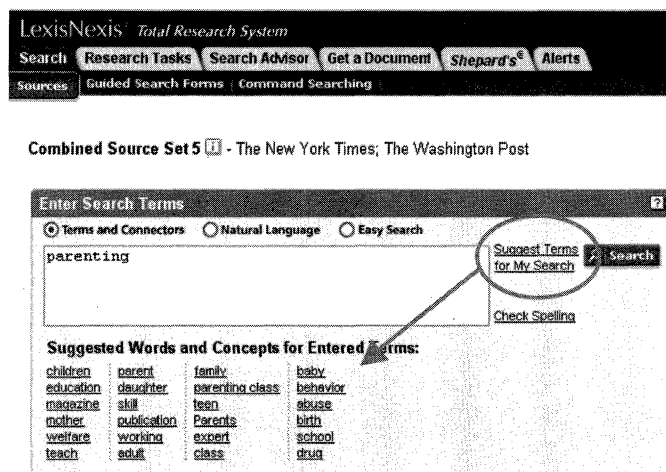 LexisNexis® Total Research System
Search Research Tasks Search Advisor Get a Document Shepard's® Alerts
Sources Guided Search Forms Command Searching
Combined Source Set 5 i - The New York Times; The Washington Post
Enter Search Terms ?
Terms and Connectors Natural Language Easy Search
parenting
Suggest Terms
for My Search
Search
Check Spelling
Suggested Words and Concepts for Entered Terms:
children parent family baby
education daughter parenting class behavior
magazine skill teen abuse
mother publication Parents birth
welfare working expert school
teach adult class drug